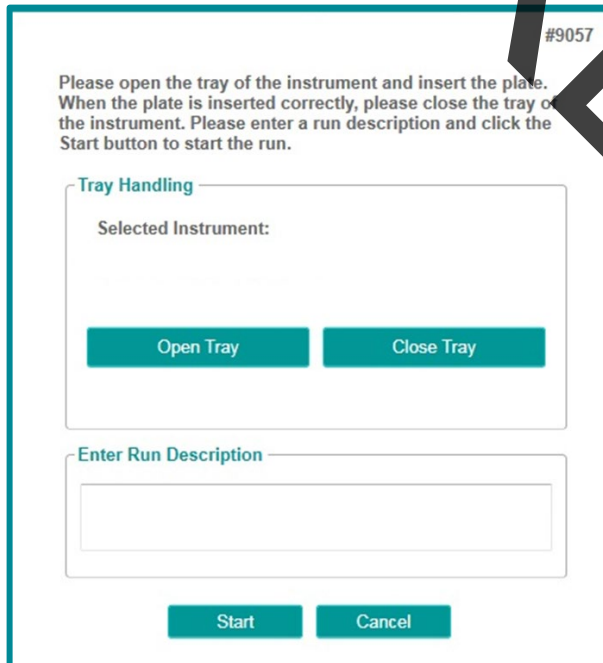 #9057
Please open the tray of the instrument and insert the plate.
When the plate is inserted correctly, please close the tray of
the instrument. Please enter a run description and click the
Start button to start the run.
Tray Handling
Selected Instrument:
Open Tray
Close Tray
Enter Run Description
Start
Cancel